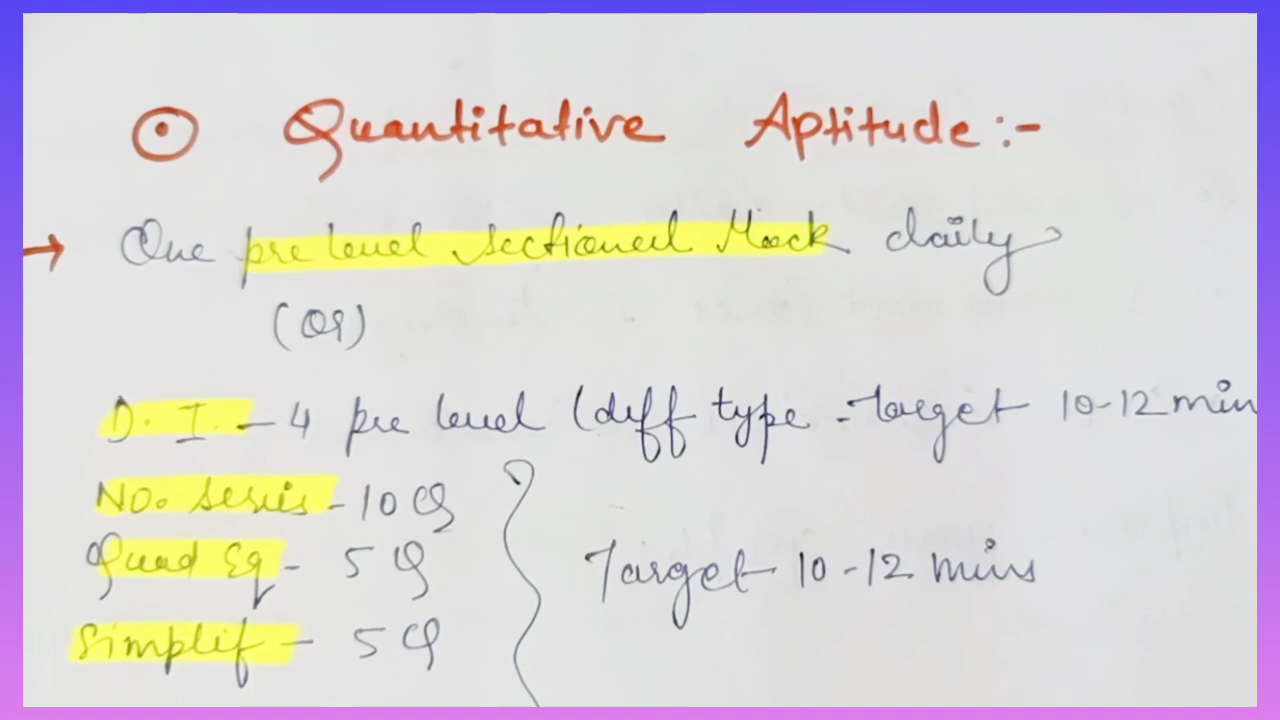 Quantitative Aptitude:-
→ One pre level sectional Mock daily
(OR)
D. I. - 4 pre level (diff type - Target 10-12 min
No. series - 10 Q
Quad Eq - 5 Q
Target 10-12 mins
Simplif - 5 Q